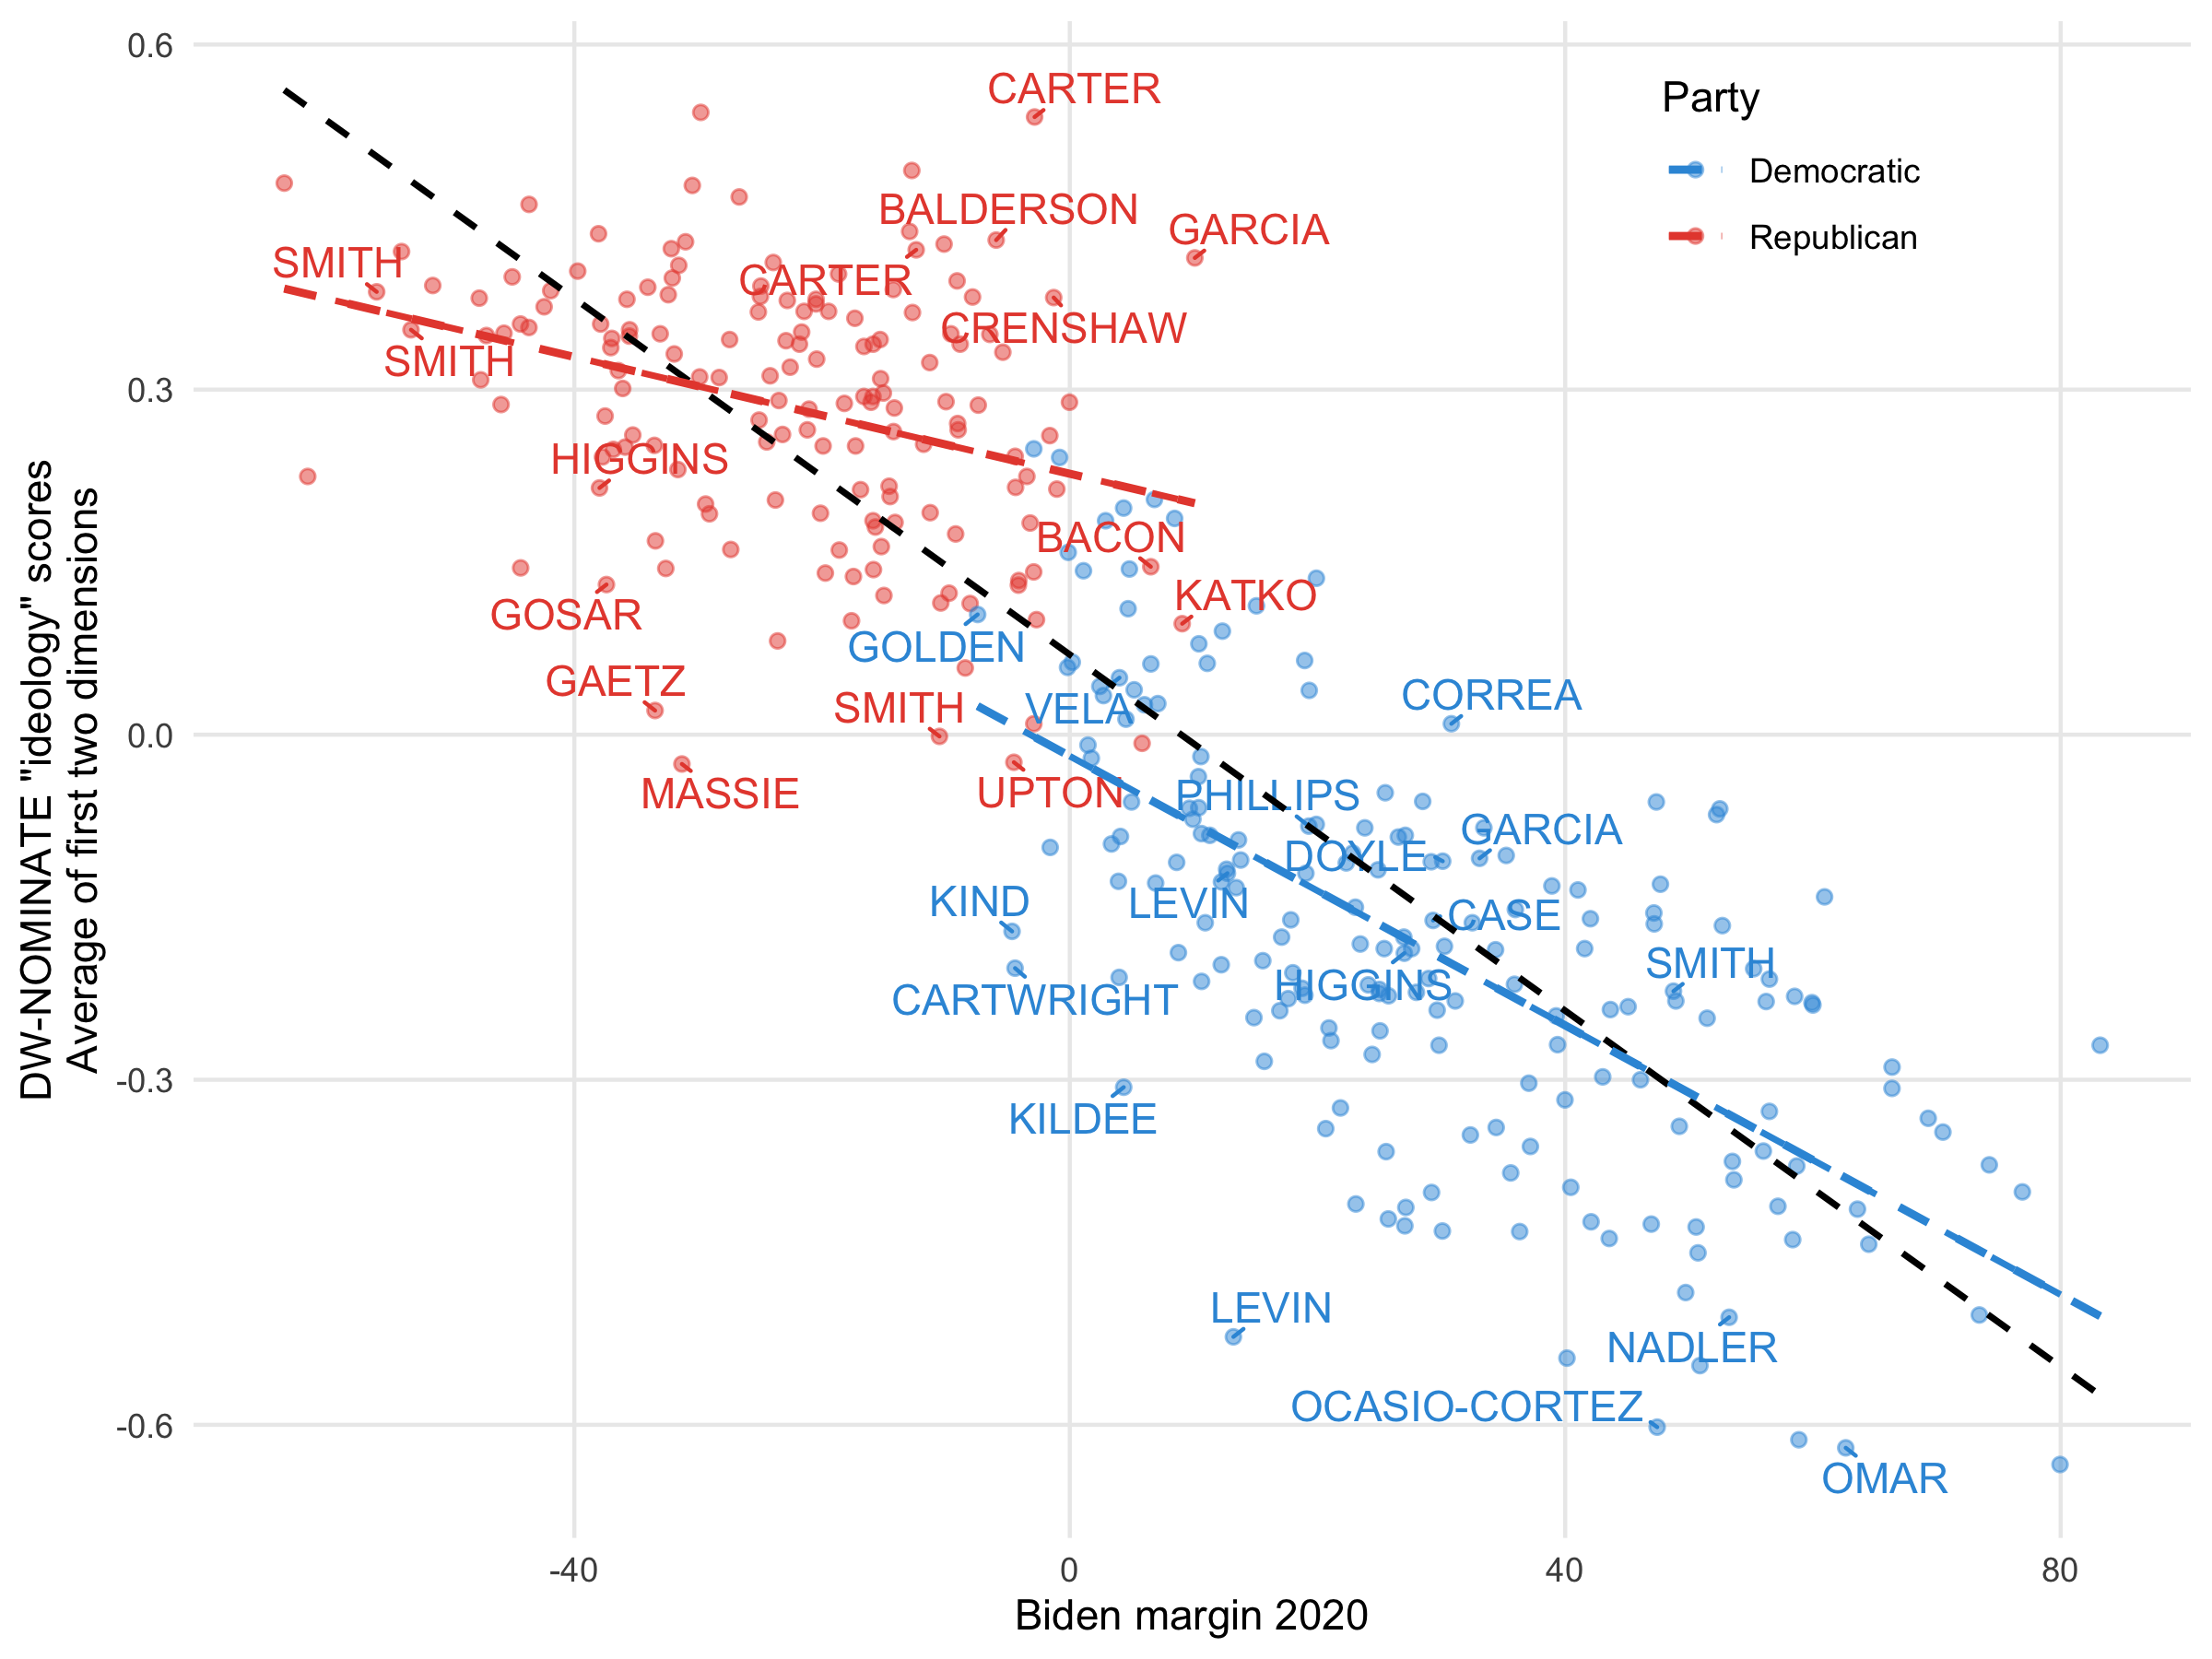 0.6
0.3
0.0
-0.3
-0.6
DW-NOMINATE "ideology" scores
Average of first two dimensions
CARTER
Party
Democratic
Republican
BALDERSON
GARCIA
SMITH
CARTER
CRENSHAW
SMITH
HIGGINS
BACON
GOSAR
KATKO
GOLDEN
GAETZ
SMITH
VELA
CORREA
MASSIE
UPTON
PHILLIPS
GARCIA
DOYLE
KIND
LEVIN
CASE
SMITH
CARTWRIGHT
HIGGINS
KILDEE
LEVIN
NADLER
OCASIO-CORTEZ
OMAR
-40
0
40
80
Biden margin 2020